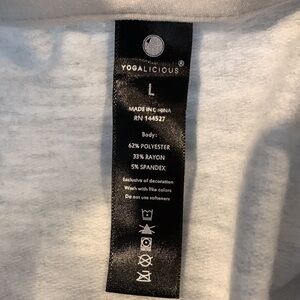 YOGALICIOUS®
L
MADE IN CHINA
RN 144527
Body:
62% POLYESTER
33% RAYON
5% SPANDEX
Exclusive of decoration
Wash with like colors
Do not use softeners